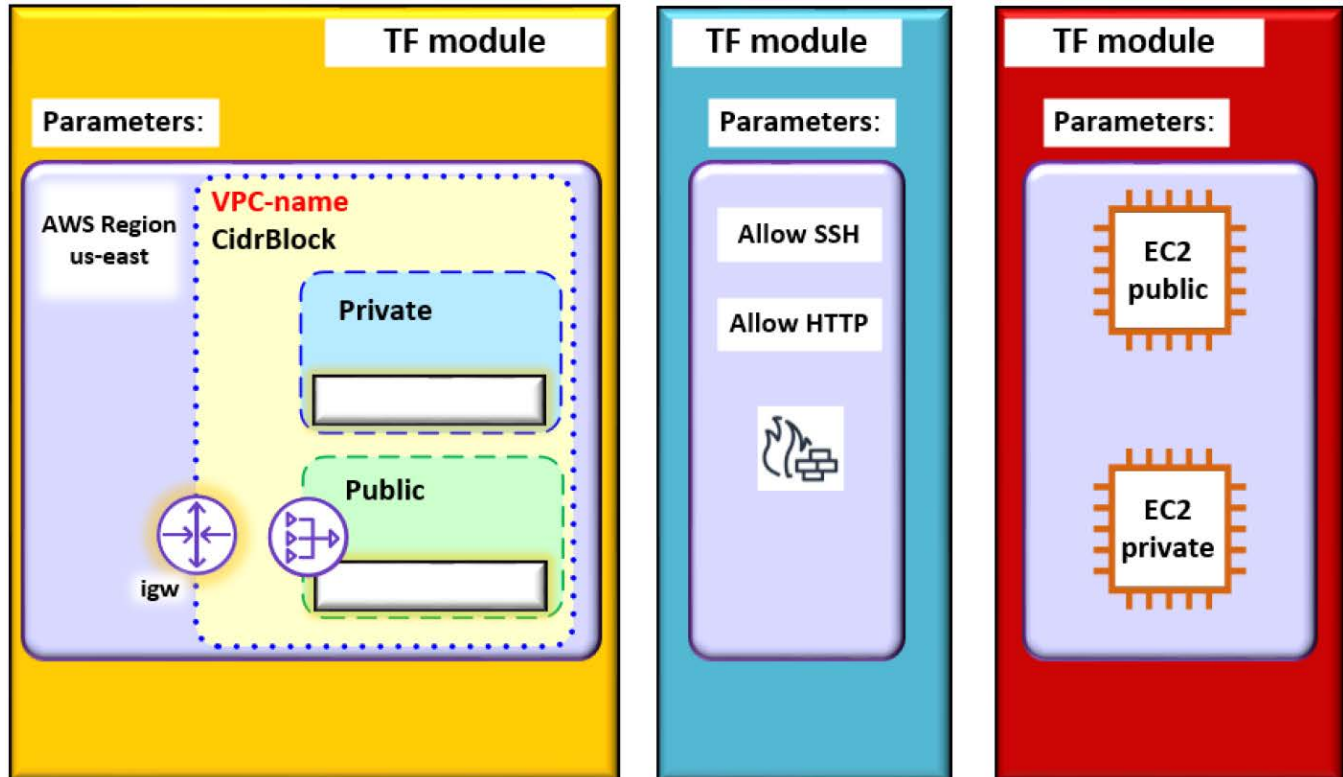 TF module
Parameters:
AWS Region
us-east
VPC-name
CidrBlock
Private
Public
igw
TF module
Parameters:
Allow SSH
Allow HTTP
TF module
Parameters:
EC2
public
EC2
private